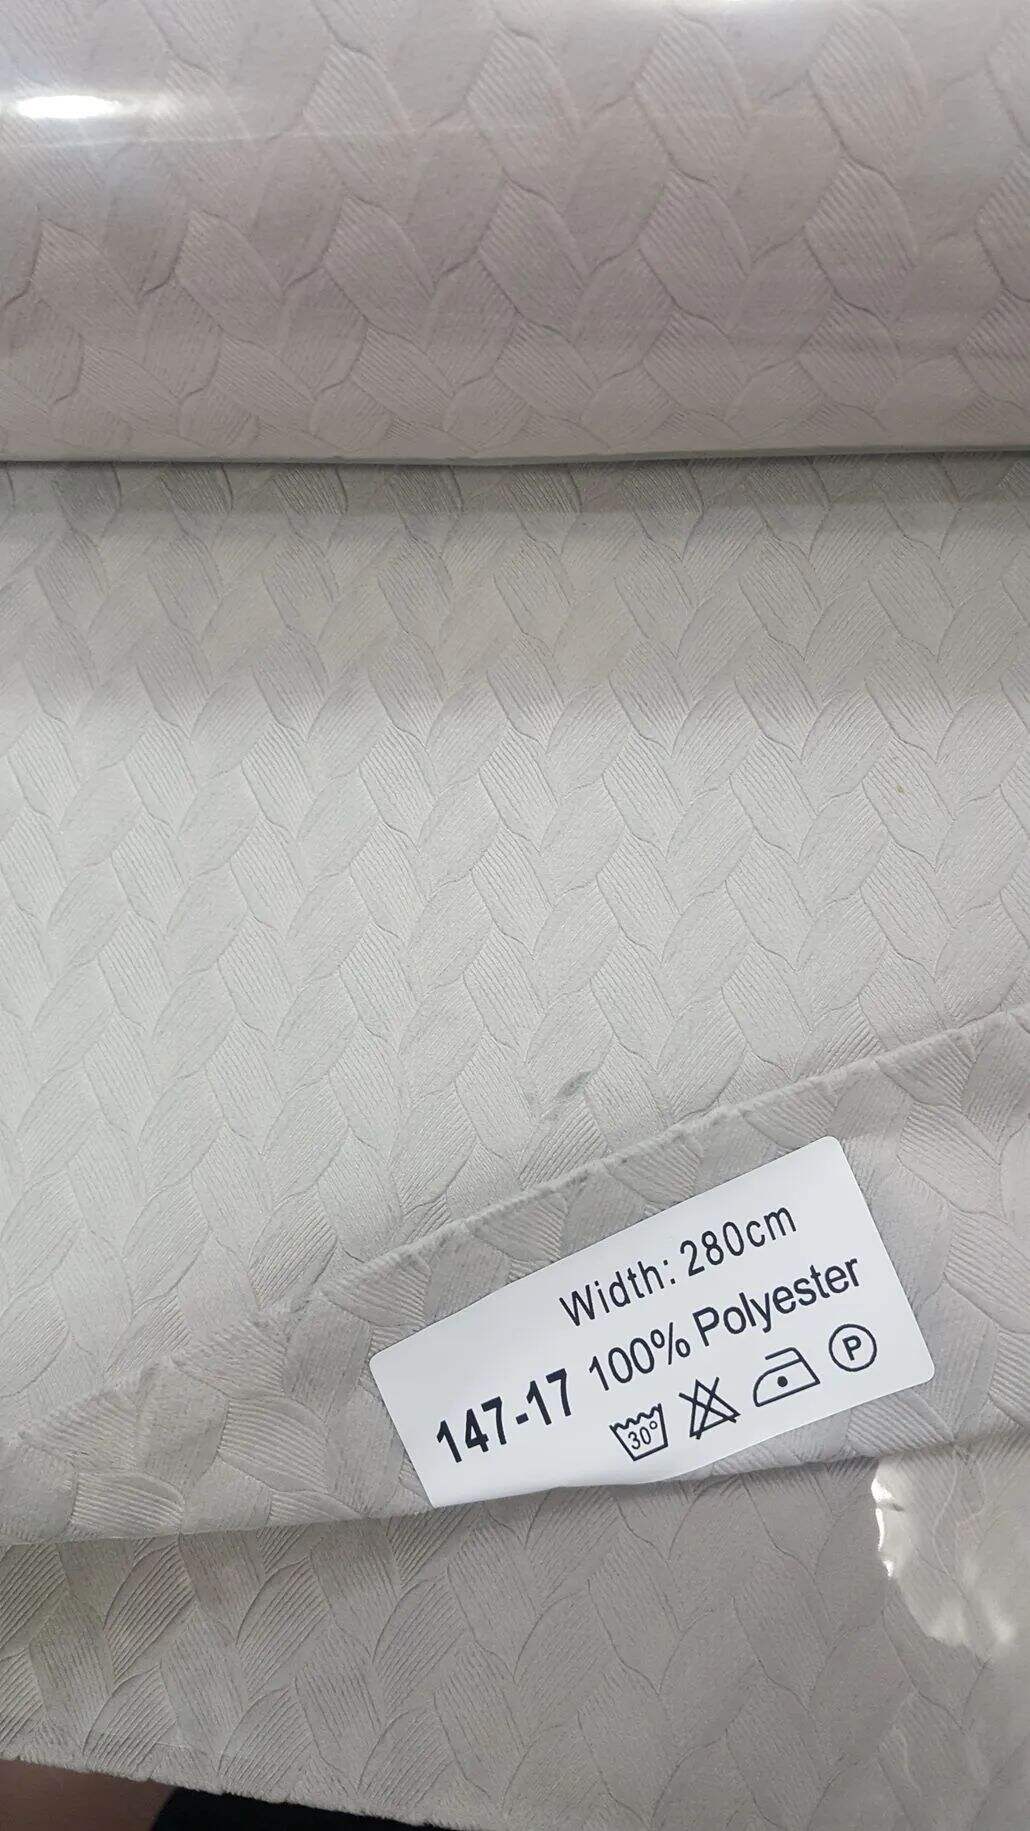 Width: 280cm
147-17 100% Polyester
30° P